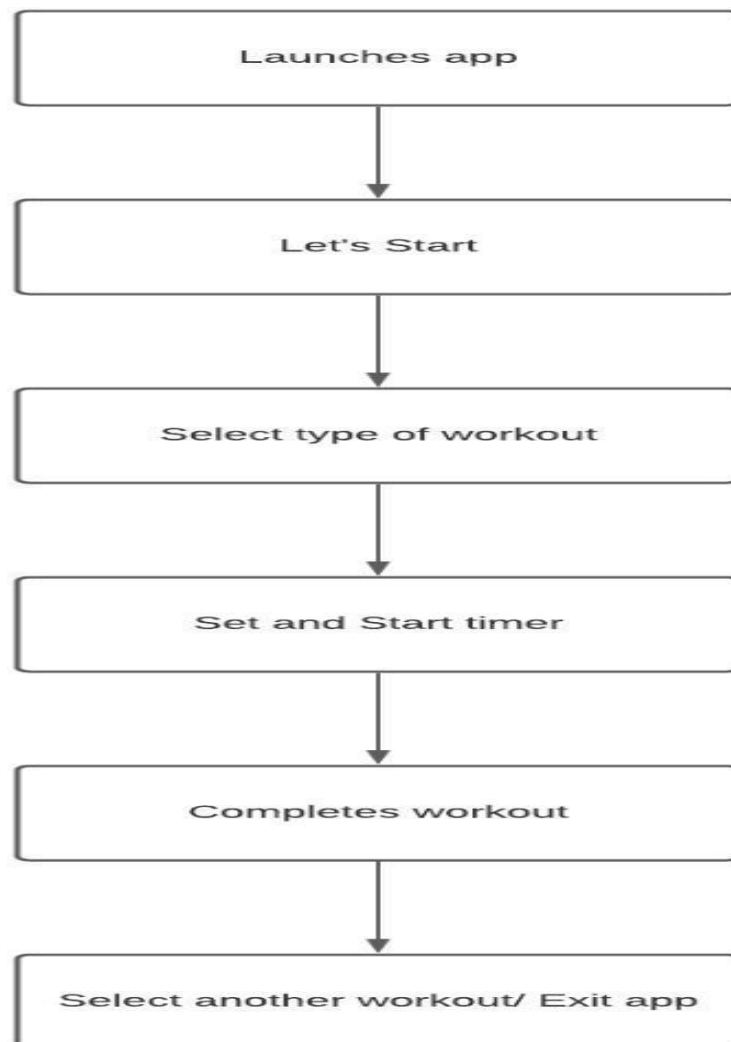 Launches app
Let's Start
Select type of workout
Set and Start timer
Completes workout
Select another workout/ Exit app